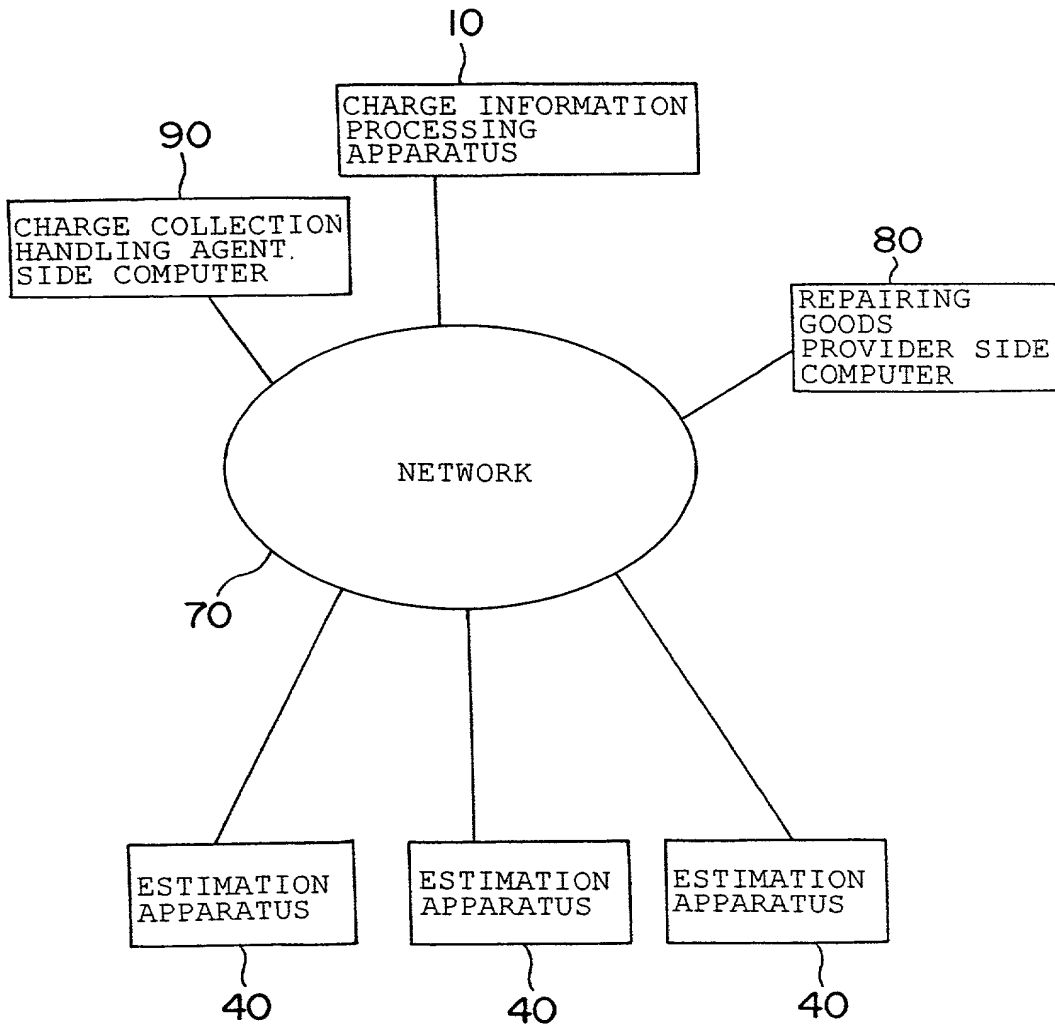 10
CHARGE INFORMATION
PROCESSING
APPARATUS
90
CHARGE COLLECTION
HANDLING AGENT.
SIDE COMPUTER
80
REPAIRING
GOODS
PROVIDER SIDE
COMPUTER
NETWORK
70
ESTIMATION
APPARATUS
ESTIMATION
APPARATUS
ESTIMATION
APPARATUS
40
40
40